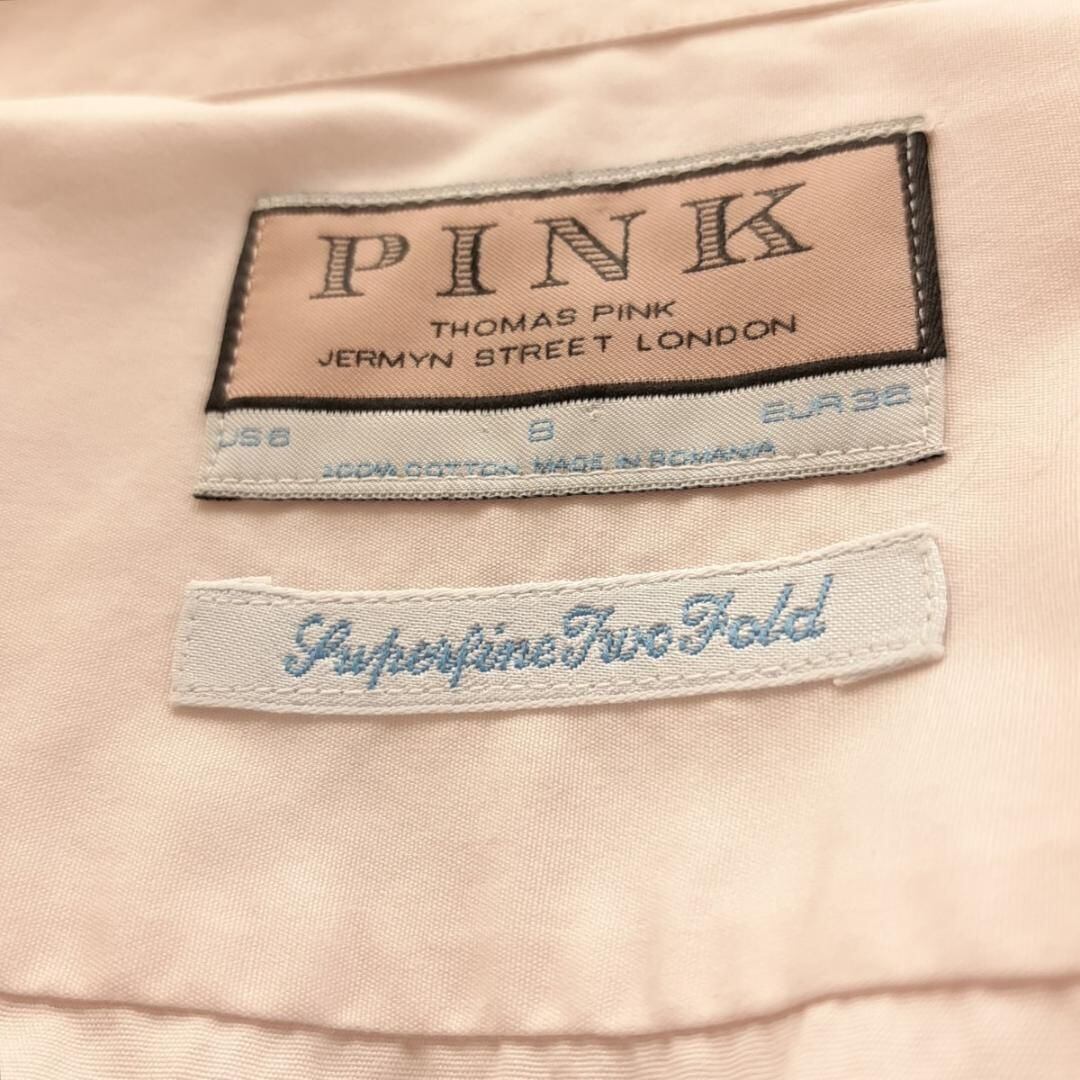 PINK
THOMAS PINK
JERMYN STREET LONDON
US 6 8 EUR 36
100% COTTON MADE IN ROMANIA
Superfine Two Fold